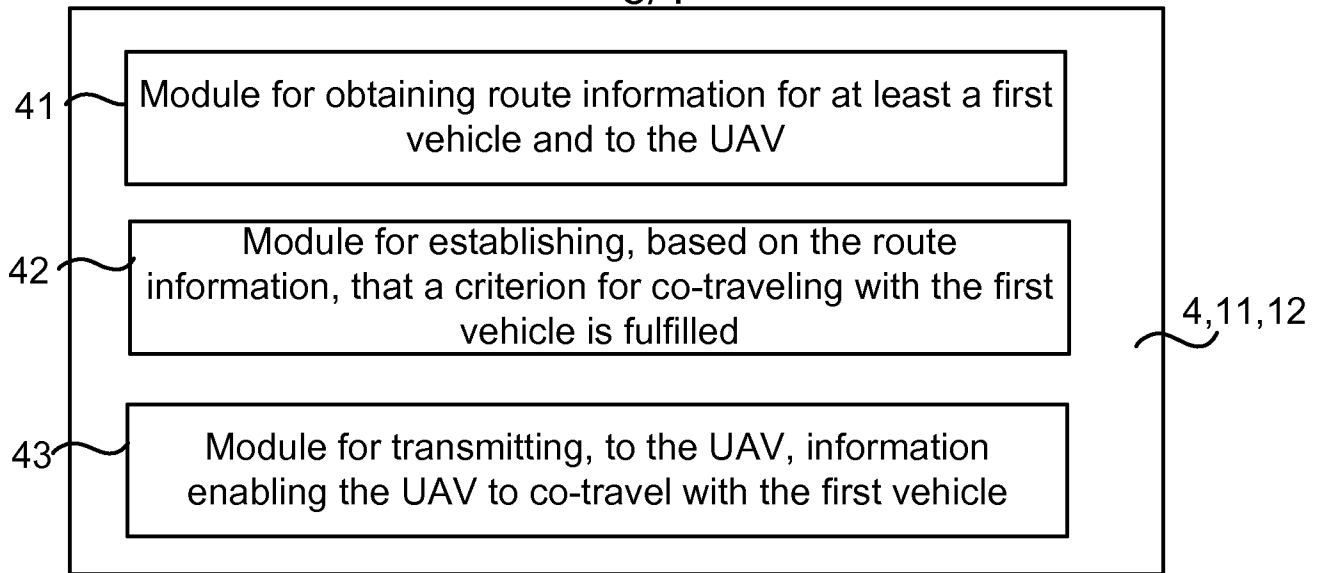 41
Module for obtaining route information for at least a first
vehicle and to the UAV
42
Module for establishing, based on the route
information, that a criterion for co-traveling with the first
vehicle is fulfilled
4,11,12
43
Module for transmitting, to the UAV, information
enabling the UAV to co-travel with the first vehicle